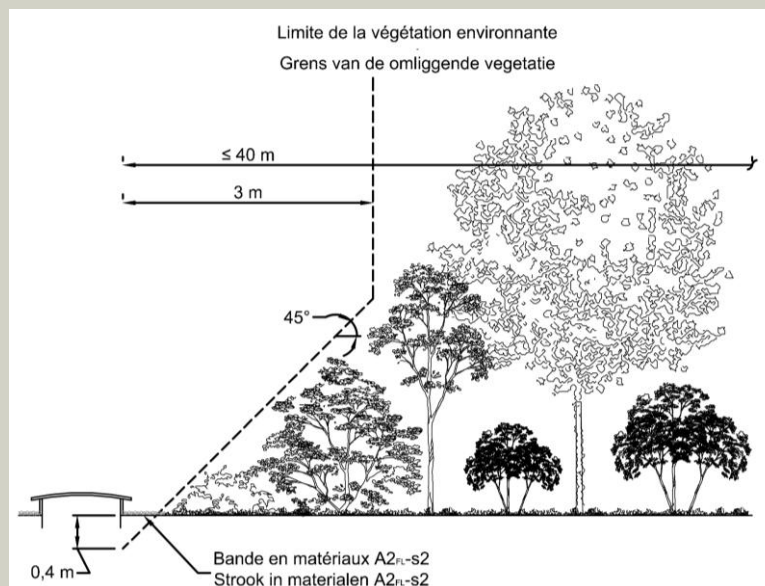 Limite de la végétation environnante
Grens van de omliggende vegetatie
≤ 40 m
3 m
45°
0,4 m
Bande en matériaux A2FL-s2
Strook in materialen A2FL-s2